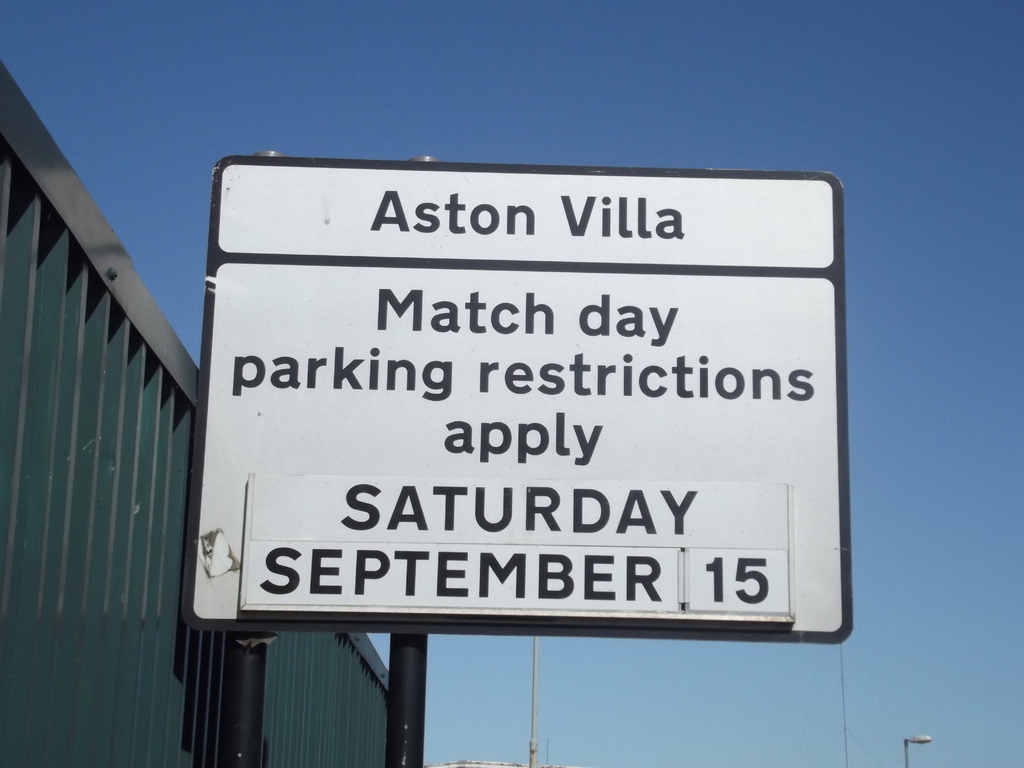 Aston Villa
Match day
parking restrictions
apply
SATURDAY
SEPTEMBER 15